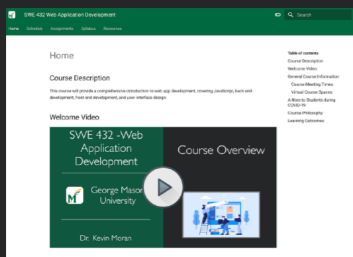 SWE 432 Web Application Development
Search
Home Schedule Assignments Syllabus Resources
Home
Course Description
This course will provide a comprehensive introduction to web app development, covering JavaScript, back end
development, front end development, and user interface design.
Welcome Video
SWE 432 -Web
Application
Development
George Mason
University
Dr. Kevin Moran
Course Overview
Table of contents
Course Description
Welcome Video
General Course Information
Course Meeting Times
Virtual Course Spaces
A Note to Students during
COVID-19
Course Philosophy
Learning Outcomes